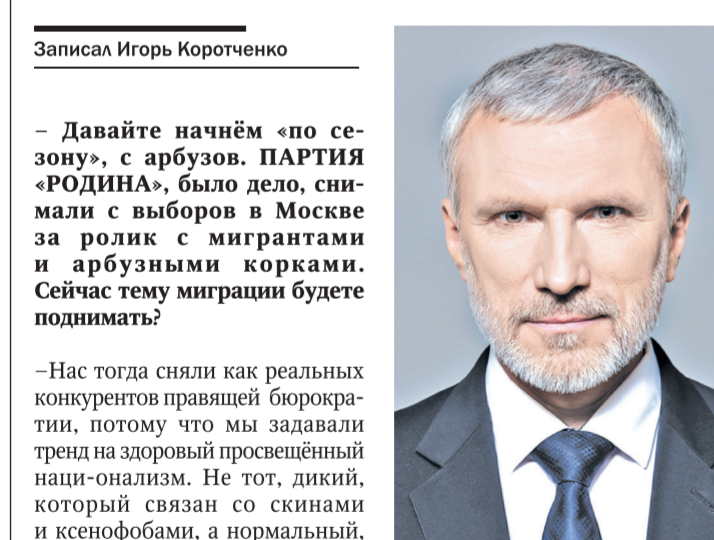 Записал Игорь Коротченко
– Давайте начнём «по се-
зону», с арбузов. ПАРТИЯ
«РОДИНА», было дело, сни-
мали с выборов в Москве
за ролик с мигрантами
и арбузными корками.
Сейчас тему миграции будете
поднимать?
–Нас тогда сняли как реальных
конкурентов правящей бюрокра-
тии, потому что мы задавали
тренд на здоровый просвещённый
наци-онализм. Не тот, дикий,
который связан со скинами
и ксенофобами, а нормальный,